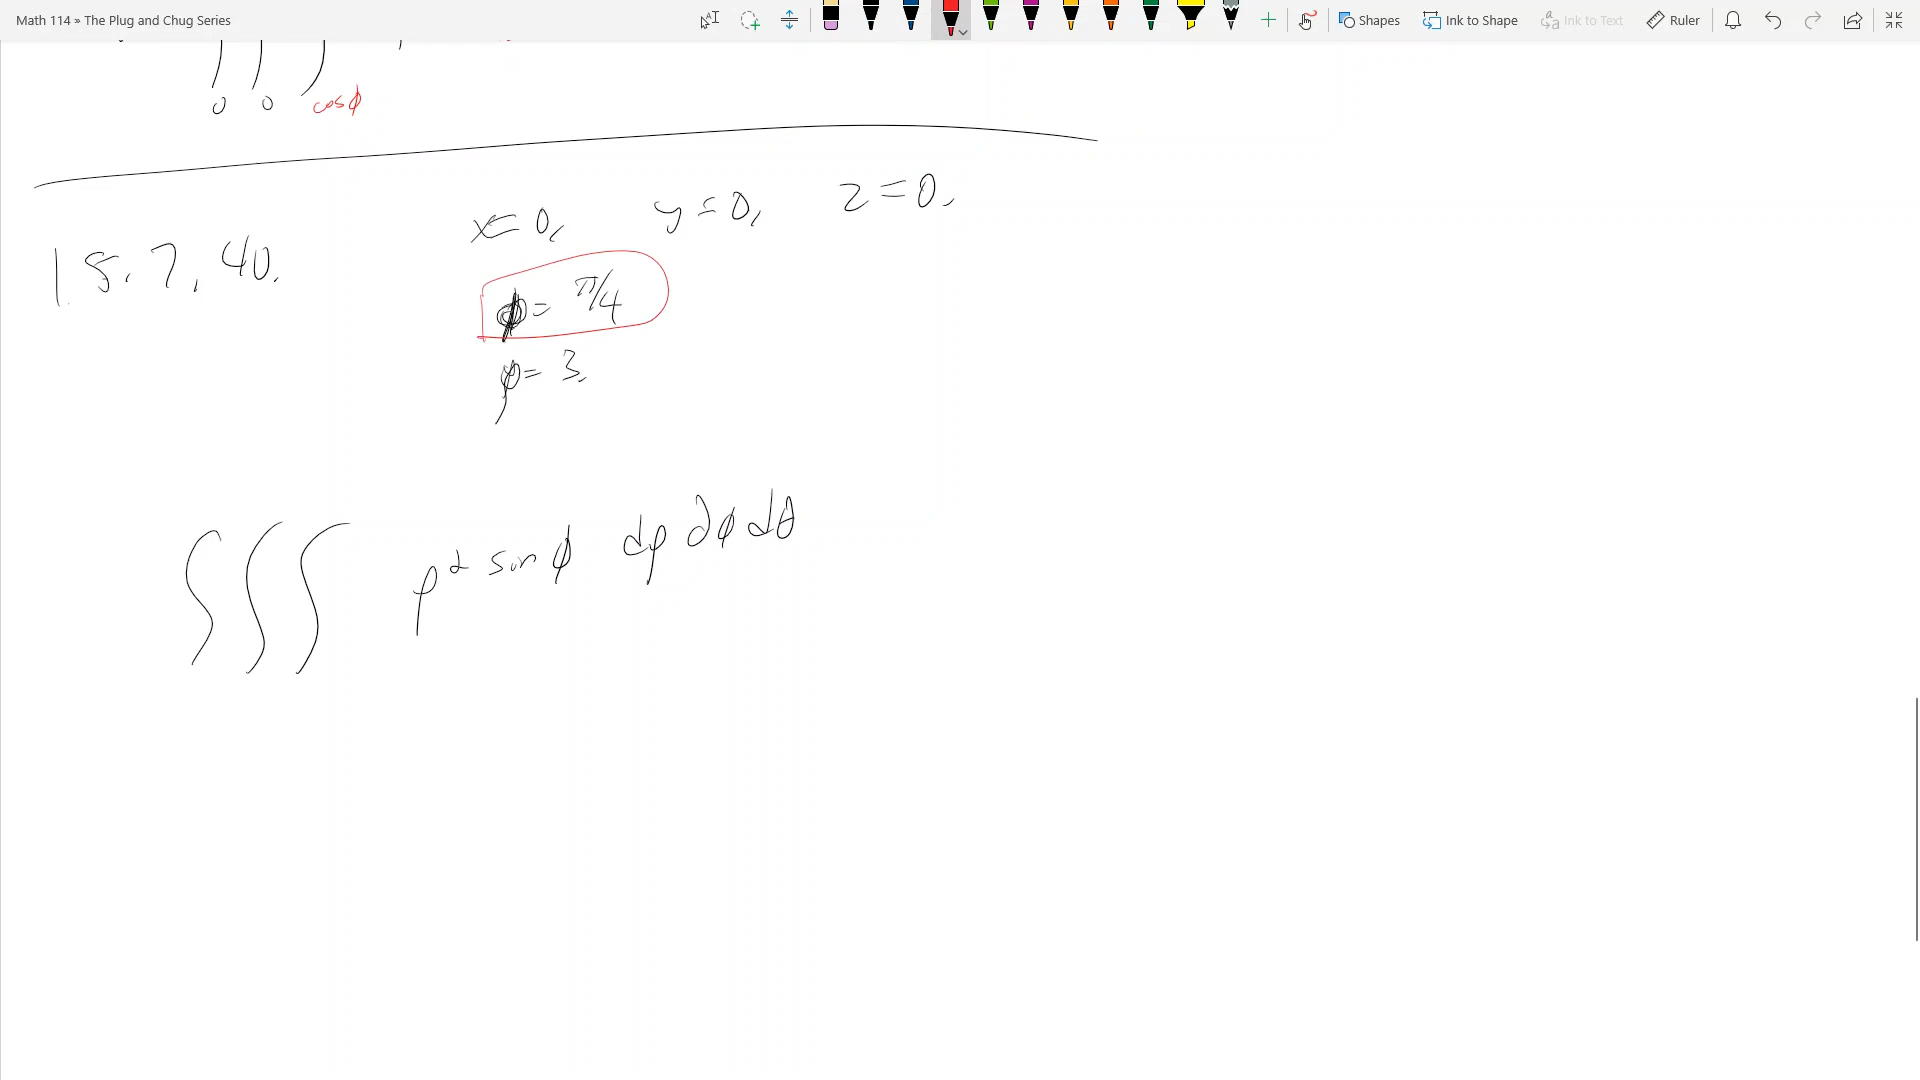 Math 114 » The Plug and Chug Series
Shapes
Ink to Shape
Ink to Text
Ruler
0 0 cosϕ
x=0, y=0, z=0,
15.7, 40.
ϕ= π/4
ρ= 3.
∫∫∫ ρ² sin ϕ dρ dϕ dθ